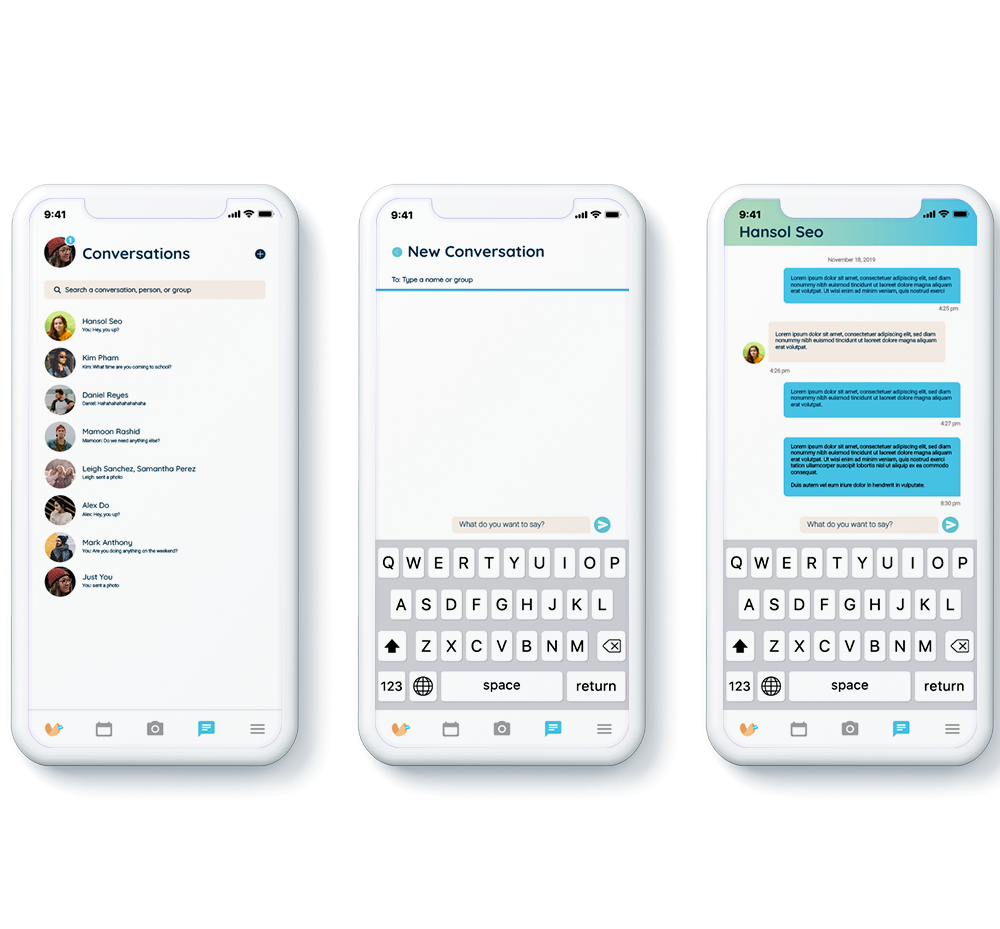 9:41
Conversations
1
Search a conversation, person, or group
Hansol Seo
You: Hey, you up?
Kim Pham
Kim: What time are you coming to school?
Daniel Reyes
Daniel: Hahahahahahahaha
Mamoon Rashid
Mamoon: Do we need anything else?
Leigh Sanchez, Samantha Perez
Leigh: sent a photo
Alex Do
Alex: Hey, you up?
Mark Anthony
You: Are you doing anything on the weekend?
Just You
You: sent a photo
9:41
New Conversation
To: Type a name or group
What do you want to say?
Q W E R T Y U I O P
A S D F G H J K L
Z X C V B N M
123 space return
9:41
Hansol Seo
November 18, 2019
Lorem ipsum dolor sit amet, consectetuer adipiscing elit, sed diam
nonummy nibh euismod tincidunt ut laoreet dolore magna aliquam
erat volutpat. Ut wisi enim ad minim veniam, quis nostrud exerci
4:25 pm
Lorem ipsum dolor sit amet, consectetuer adipiscing elit, sed diam
nonummy nibh euismod tincidunt ut laoreet dolore magna aliquam
erat volutpat.
4:26 pm
Lorem ipsum dolor sit amet, consectetuer adipiscing elit, sed diam
nonummy nibh euismod tincidunt ut laoreet dolore magna aliquam
erat volutpat.
4:27 pm
Lorem ipsum dolor sit amet, consectetuer adipiscing elit, sed diam
nonummy nibh euismod tincidunt ut laoreet dolore magna aliquam
erat volutpat. Ut wisi enim ad minim veniam, quis nostrud exerci
tation ullamcorper suscipit lobortis nisl ut aliquip ex ea commodo
consequat.
Duis autem vel eum iriure dolor in hendrerit in vulputate.
8:30 pm
What do you want to say?
Q W E R T Y U I O P
A S D F G H J K L
Z X C V B N M
123 space return